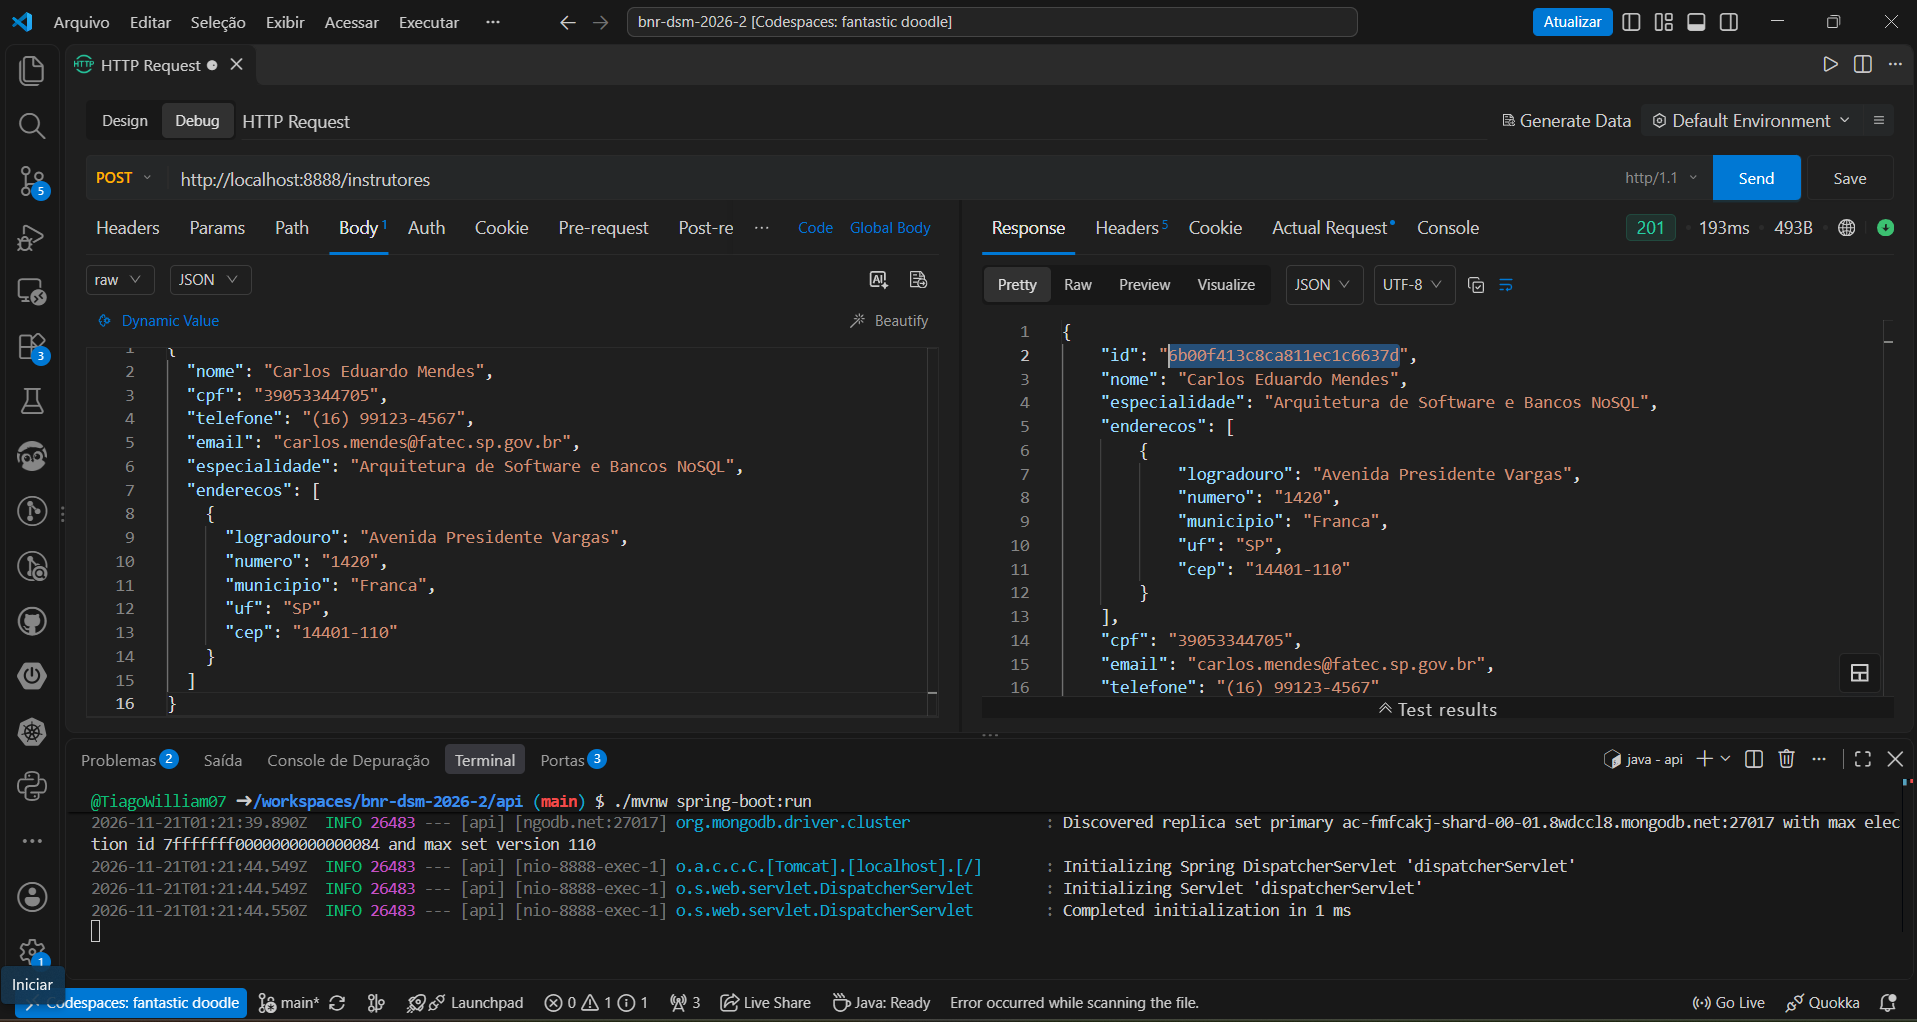 Arquivo Editar Seleção Exibir Acessar Executar ··· bnr-dsm-2026-2 [Codespaces: fantastic doodle] Atualizar
HTTP HTTP Request
Design Debug HTTP Request Generate Data Default Environment
POST http://localhost:8888/instrutores http/1.1 Send Save
Headers Params Path Body 1 Auth Cookie Pre-request Post-re ··· Code Global Body
raw JSON AI
Dynamic Value Beautify
1 {
2 "nome": "Carlos Eduardo Mendes",
3 "cpf": "39053344705",
4 "telefone": "(16) 99123-4567",
5 "email": "carlos.mendes@fatec.sp.gov.br",
6 "especialidade": "Arquitetura de Software e Bancos NoSQL",
7 "enderecos": [
8 {
9 "logradouro": "Avenida Presidente Vargas",
10 "numero": "1420",
11 "municipio": "Franca",
12 "uf": "SP",
13 "cep": "14401-110"
14 }
15 ]
16 }
Response Headers 5 Cookie Actual Request Console 201 193ms 493B
Pretty Raw Preview Visualize JSON UTF-8
1 {
2 "id": "6b00f413c8ca811ec1c6637d",
3 "nome": "Carlos Eduardo Mendes",
4 "especialidade": "Arquitetura de Software e Bancos NoSQL",
5 "enderecos": [
6 {
7 "logradouro": "Avenida Presidente Vargas",
8 "numero": "1420",
9 "municipio": "Franca",
10 "uf": "SP",
11 "cep": "14401-110"
12 }
13 ],
14 "cpf": "39053344705",
15 "email": "carlos.mendes@fatec.sp.gov.br",
16 "telefone": "(16) 99123-4567"
Test results
5
3
1
Problemas 2 Saída Console de Depuração Terminal Portas 3 java - api
@TiagoWilliam07 ➜/workspaces/bnr-dsm-2026-2/api (main) $ ./mvnw spring-boot:run
2026-11-21T01:21:39.890Z INFO 26483 --- [api] [ngodb.net:27017] org.mongodb.driver.cluster : Discovered replica set primary ac-fmfcakj-shard-00-01.8wdccl8.mongodb.net:27017 with max elec
tion id 7fffffff0000000000000084 and max set version 110
2026-11-21T01:21:44.549Z INFO 26483 --- [api] [nio-8888-exec-1] o.a.c.c.C.[Tomcat].[localhost].[/] : Initializing Spring DispatcherServlet 'dispatcherServlet'
2026-11-21T01:21:44.549Z INFO 26483 --- [api] [nio-8888-exec-1] o.s.web.servlet.DispatcherServlet : Initializing Servlet 'dispatcherServlet'
2026-11-21T01:21:44.550Z INFO 26483 --- [api] [nio-8888-exec-1] o.s.web.servlet.DispatcherServlet : Completed initialization in 1 ms
Iniciar
Codespaces: fantastic doodle main* Launchpad 0 1 1 3 Live Share Java: Ready Error occurred while scanning the file. Go Live Quokka